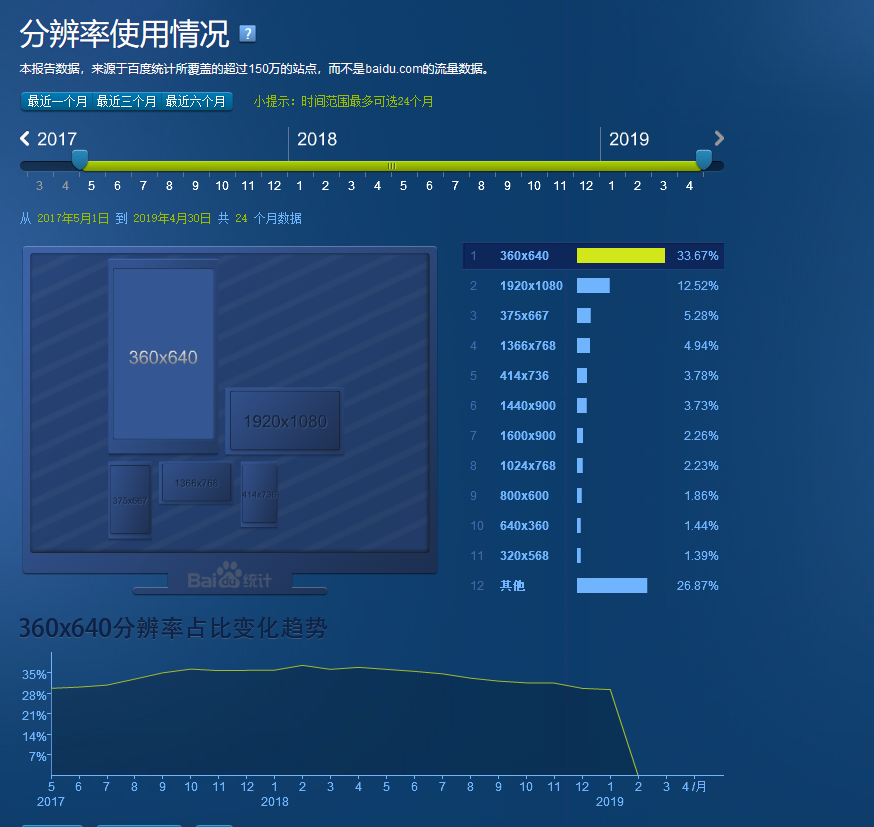 分辨率使用情况 ?
本报告数据，来源于百度统计所覆盖的超过150万的站点，而不是baidu.com的流量数据。
最近一个月 最近三个月 最近六个月 小提示：时间范围最多可选24个月
2017 2018 2019
3 4 5 6 7 8 9 10 11 12 1 2 3 4 5 6 7 8 9 10 11 12 1 2 3 4
从 2017年5月1日 到 2019年4月30日 共 24 个月数据
360x640
1920x1080
375x667
1366x768
414x736
Baidu统计
1 360x640 33.67%
2 1920x1080 12.52%
3 375x667 5.28%
4 1366x768 4.94%
5 414x736 3.78%
6 1440x900 3.73%
7 1600x900 2.26%
8 1024x768 2.23%
9 800x600 1.86%
10 640x360 1.44%
11 320x568 1.39%
12 其他 26.87%
360x640分辨率占比变化趋势
35%
28%
21%
14%
7%
5 6 7 8 9 10 11 12 1 2 3 4 5 6 7 8 9 10 11 12 1 2 3 4 /月
2017 2018 2019